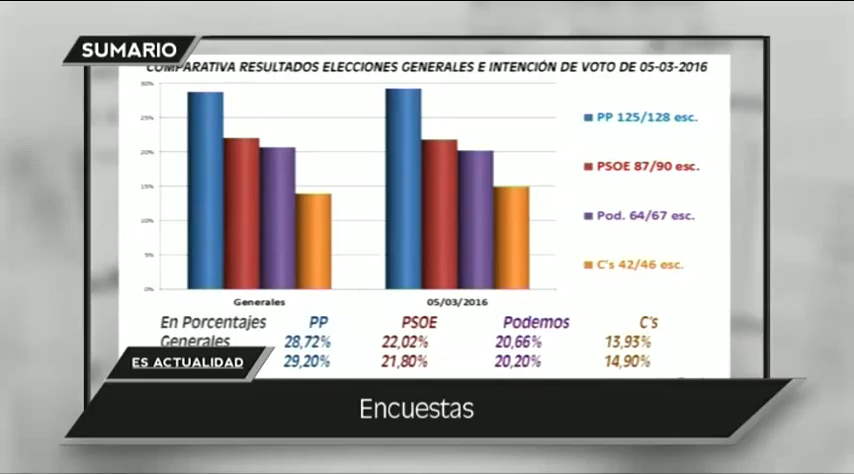 SUMARIO
COMPARATIVA RESULTADOS ELECCIONES GENERALES E INTENCIÓN DE VOTO DE 05-03-2016
30%
25%
20%
15%
10%
5%
0%
PP 125/128 esc.
PSOE 87/90 esc.
Pod. 64/67 esc.
C's 42/46 esc.
Generales 05/03/2016
En Porcentajes PP PSOE Podemos C's
Generales 28,72% 22,02% 20,66% 13,93%
29,20% 21,80% 20,20% 14,90%
ES ACTUALIDAD
Encuestas